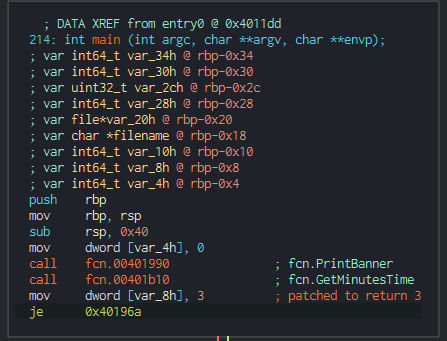 ; DATA XREF from entry0 @ 0x4011dd
214: int main (int argc, char **argv, char **envp);
; var int64_t var_34h @ rbp-0x34
; var int64_t var_30h @ rbp-0x30
; var uint32_t var_2ch @ rbp-0x2c
; var int64_t var_28h @ rbp-0x28
; var file*var_20h @ rbp-0x20
; var char *filename @ rbp-0x18
; var int64_t var_10h @ rbp-0x10
; var int64_t var_8h @ rbp-0x8
; var int64_t var_4h @ rbp-0x4
push rbp
mov rbp, rsp
sub rsp, 0x40
mov dword [var_4h], 0
call fcn.00401990 ; fcn.PrintBanner
call fcn.00401b10 ; fcn.GetMinutesTime
mov dword [var_8h], 3 ; patched to return 3
je 0x40196a